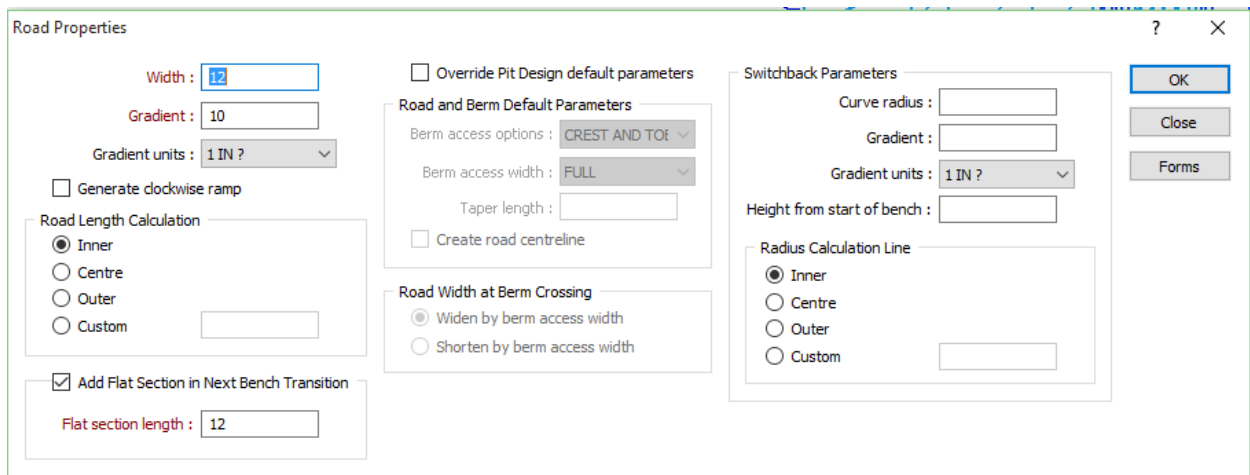 Road Properties
?
Width :
12
Gradient :
10
Gradient units :
1 IN ?
Generate clockwise ramp
Road Length Calculation
Inner
Centre
Outer
Custom
Add Flat Section in Next Bench Transition
Flat section length :
12
Override Pit Design default parameters
Road and Berm Default Parameters
Berm access options :
CREST AND TOE
Berm access width :
FULL
Taper length :
Create road centreline
Road Width at Berm Crossing
Widen by berm access width
Shorten by berm access width
Switchback Parameters
Curve radius :
Gradient :
Gradient units :
1 IN ?
Height from start of bench :
Radius Calculation Line
Inner
Centre
Outer
Custom
OK
Close
Forms